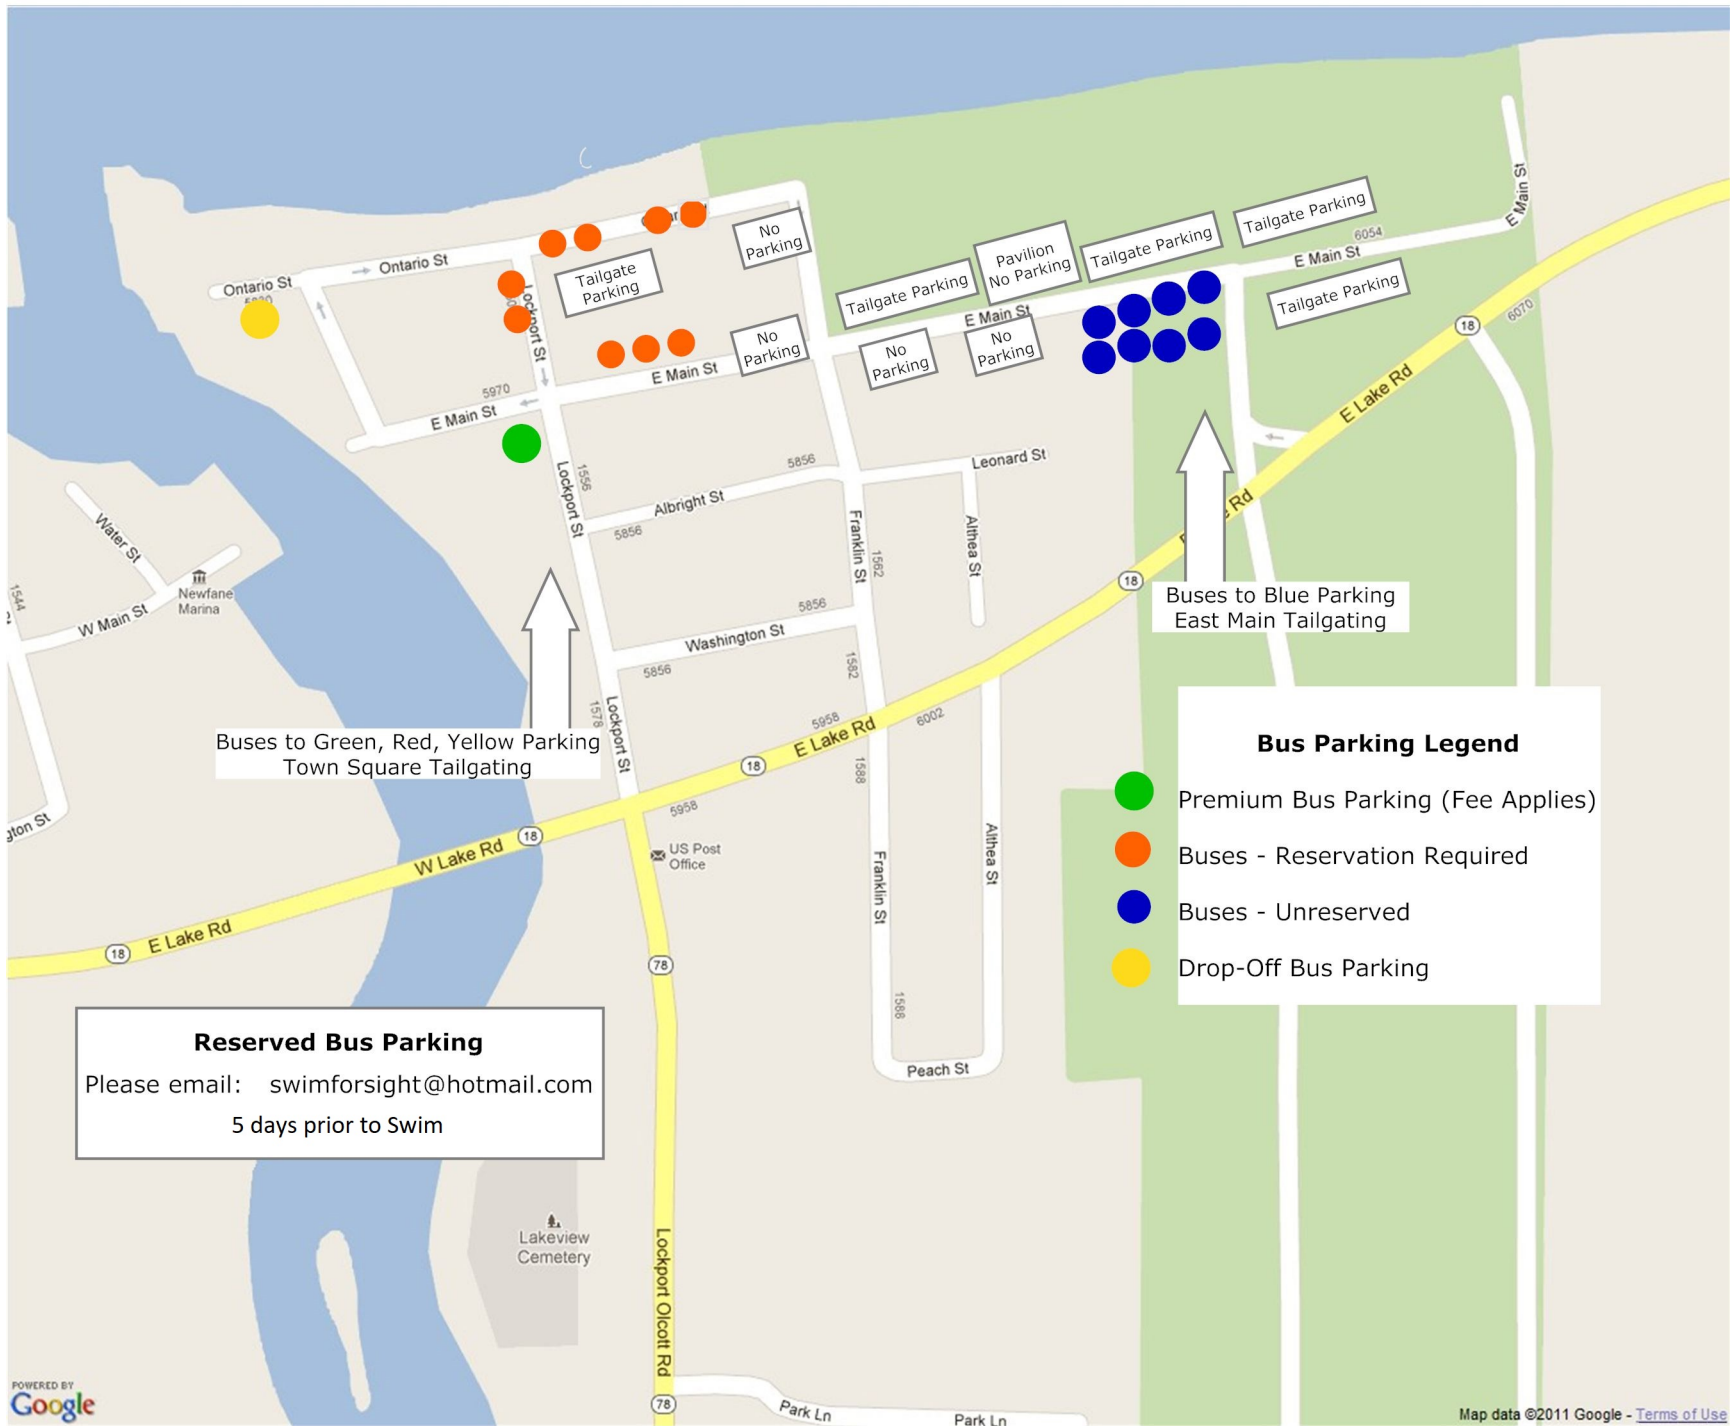 No
Parking
Ontario St
Ontario St
Tailgate
Parking
Lockport St
No
Parking
E Main St
5970
E Main St
Tailgate Parking
Pavilion
No Parking
Tailgate Parking
Tailgate Parking
6054
E Main St
E Main St
Tailgate Parking
E Main St
No
Parking
No
Parking
18
6070
E Lake Rd
Lockport St
1556
Albright St
5856
5856
Leonard St
Franklin St
1562
Althea St
Water St
Newfane
Marina
W Main St
1544
Washington St
5856
5856
1582
18
Buses to Blue Parking
East Main Tailgating
1578
Lockport St
Buses to Green, Red, Yellow Parking
Town Square Tailgating
18
5958
E Lake Rd
6002
1588
5958
Bus Parking Legend
Premium Bus Parking (Fee Applies)
Buses - Reservation Required
Buses - Unreserved
Drop-Off Bus Parking
US Post
Office
W Lake Rd
18
E Lake Rd
18
Franklin St
Althea St
78
1588
Peach St
Reserved Bus Parking
Please email: swimforsight@hotmail.com
5 days prior to Swim
Lakeview
Cemetery
Lockport Olcott Rd
78
Park Ln
Park Ln
POWERED BY
Google
Map data ©2011 Google - Terms of Use